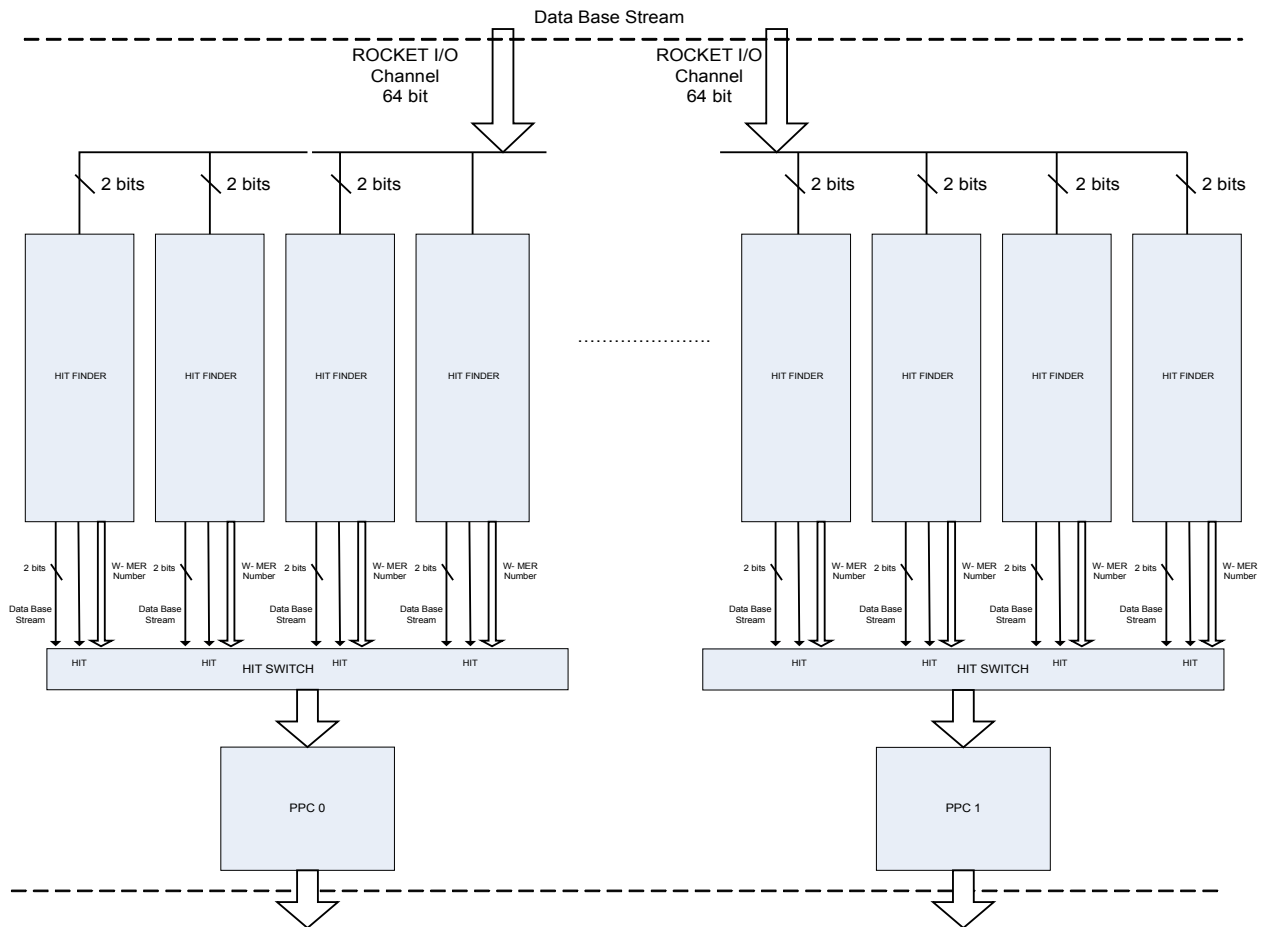 Data Base Stream
ROCKET I/O
Channel
64 bit
ROCKET I/O
Channel
64 bit
2 bits
2 bits
2 bits
2 bits
2 bits
2 bits
2 bits
HIT FINDER
HIT FINDER
HIT FINDER
HIT FINDER
.......................
HIT FINDER
HIT FINDER
HIT FINDER
HIT FINDER
2 bits
W- MER
Number
2 bits
W- MER
Number
2 bits
W- MER
Number
2 bits
W- MER
Number
2 bits
W- MER
Number
2 bits
W- MER
Number
2 bits
W- MER
Number
2 bits
W- MER
Number
Data Base
Stream
Data Base
Stream
Data Base
Stream
Data Base
Stream
Data Base
Stream
Data Base
Stream
Data Base
Stream
Data Base
Stream
HIT
HIT
HIT
HIT
HIT SWITCH
HIT
HIT
HIT
HIT
HIT SWITCH
PPC 0
PPC 1